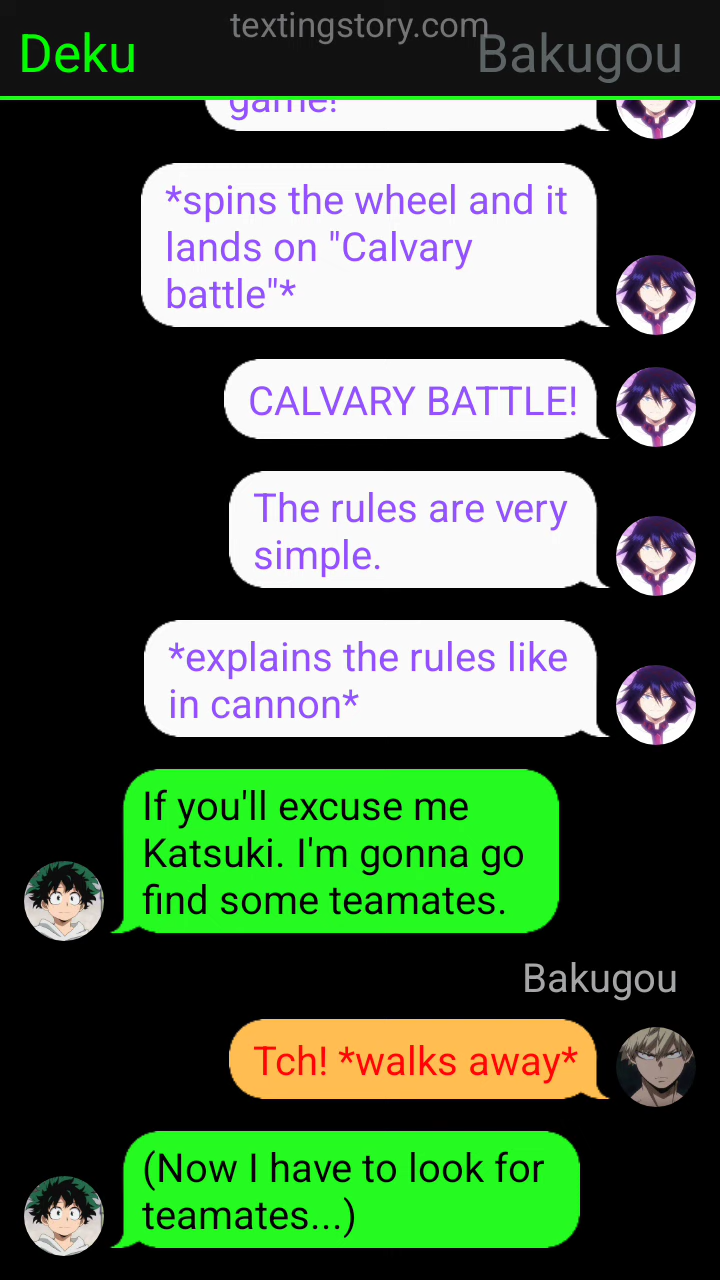 textingstory.com
Deku
Bakugou
game!
*spins the wheel and it
lands on "Calvary
battle"*
CALVARY BATTLE!
The rules are very
simple.
*explains the rules like
in cannon*
If you'll excuse me
Katsuki. I'm gonna go
find some teamates.
Bakugou
Tch! *walks away*
(Now I have to look for
teamates...)